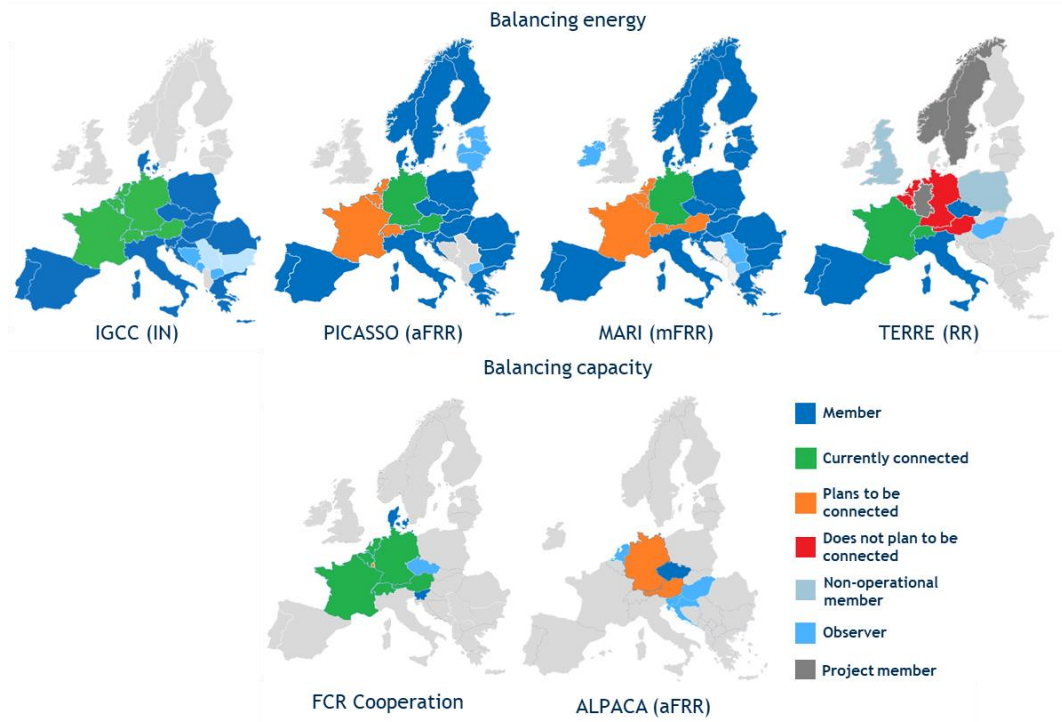 Balancing energy
IGCC (IN)
PICASSO (aFRR)
MARI (mFRR)
TERRE (RR)
Balancing capacity
FCR Cooperation
ALPACA (aFRR)
Member
Currently connected
Plans to be
connected
Does not plan to be
connected
Non-operational
member
Observer
Project member